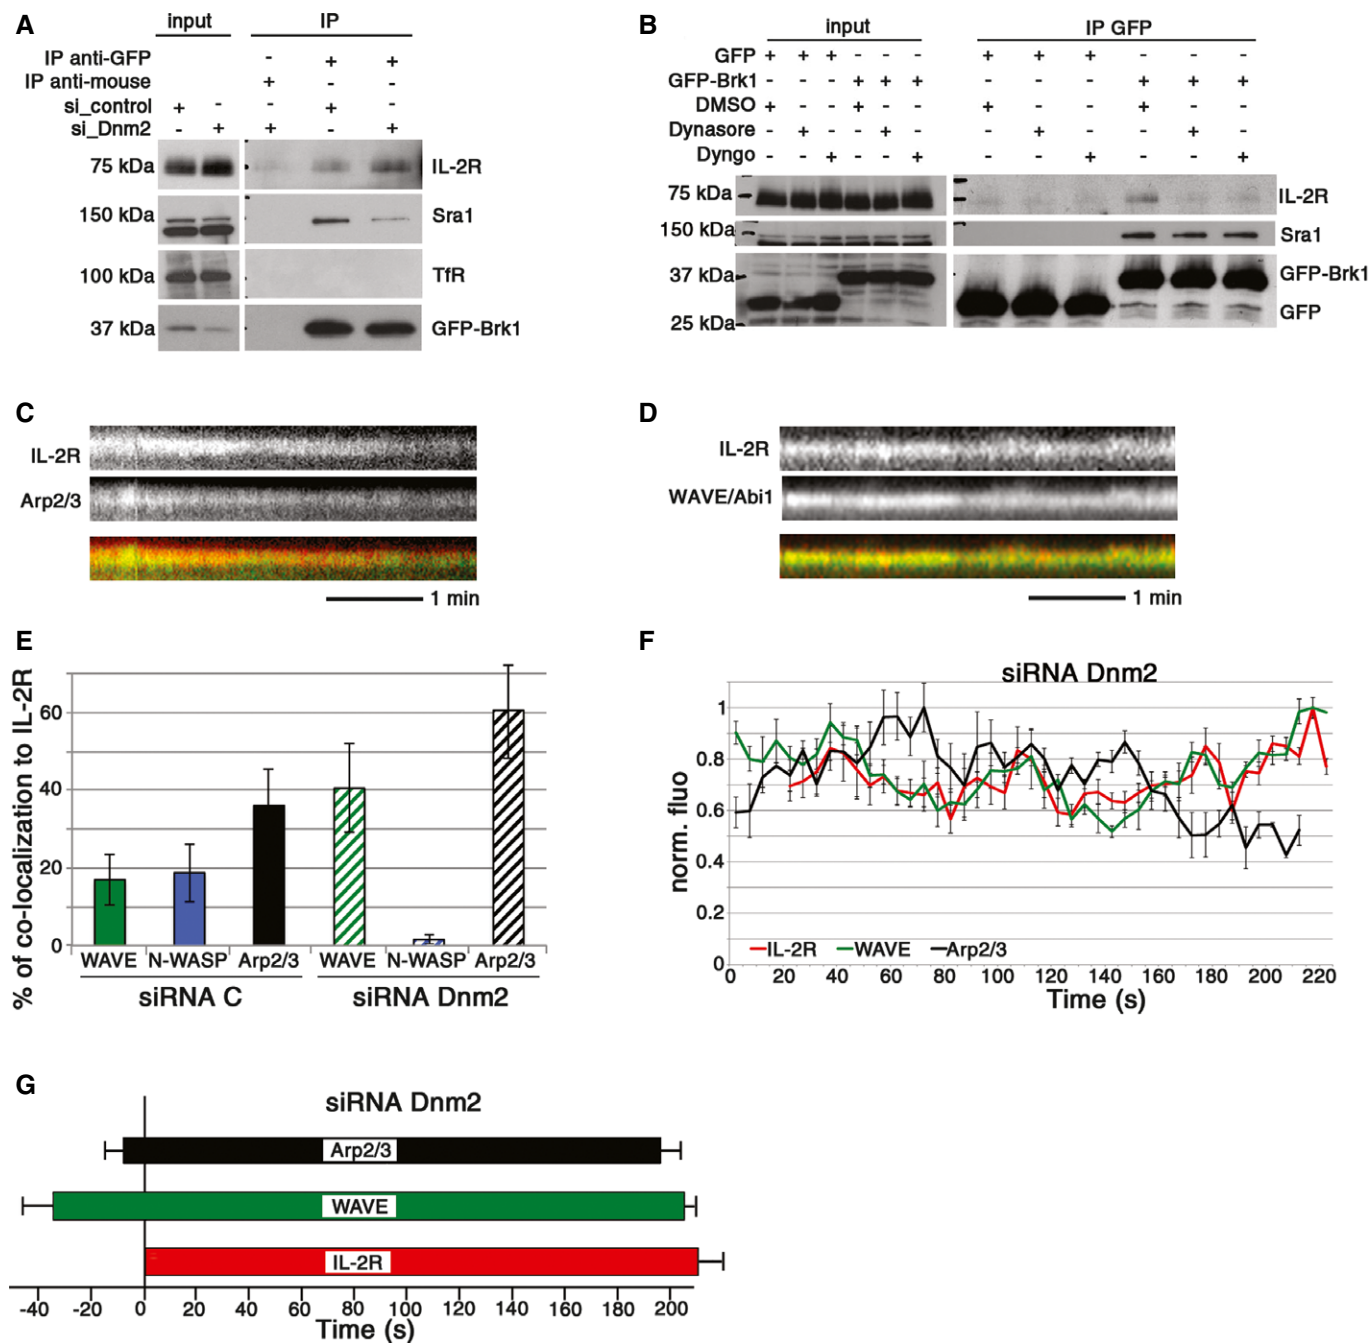 A
input IP
IP anti-GFP - + +
IP anti-mouse + - -
si_control + - - + -
si_Dnm2 - + + - +
75 kDa IL-2R
150 kDa Sra1
100 kDa TfR
37 kDa GFP-Brk1
B
input IP GFP
GFP + + + - - - + + + - - -
GFP-Brk1 - - - + + + - - - + + +
DMSO + - - + - - + - - + - -
Dynasore - + - - + - - + - - + -
Dyngo - - + - - + - - + - - +
75 kDa IL-2R
150 kDa Sra1
37 kDa GFP-Brk1
25 kDa GFP
C
IL-2R
Arp2/3
1 min
D
IL-2R
WAVE/Abi1
1 min
E
% of co-localization to IL-2R
60
40
20
0
WAVE N-WASP Arp2/3 WAVE N-WASP Arp2/3
siRNA C siRNA Dnm2
F
siRNA Dnm2
norm. fluo
1
0.8
0.6
0.4
0.2
0
IL-2R WAVE Arp2/3
0 20 40 60 80 100 120 140 160 180 200 220
Time (s)
G
siRNA Dnm2
Arp2/3
WAVE
IL-2R
-40 -20 0 20 40 60 80 100 120 140 160 180 200
Time (s)